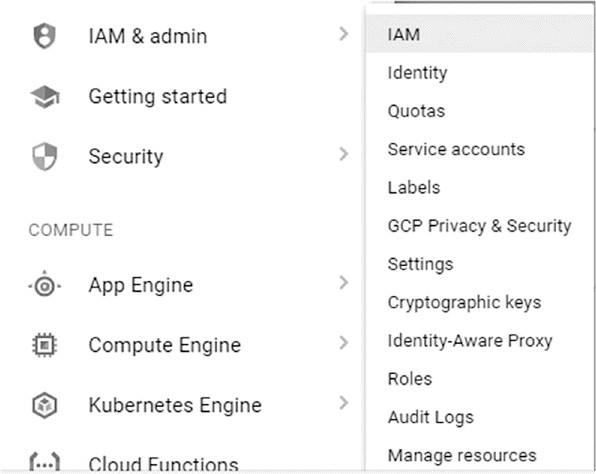 IAM & admin
Getting started
Security
COMPUTE
App Engine
Compute Engine
Kubernetes Engine
Cloud Functions
IAM
Identity
Quotas
Service accounts
Labels
GCP Privacy & Security
Settings
Cryptographic keys
Identity-Aware Proxy
Roles
Audit Logs
Manage resources